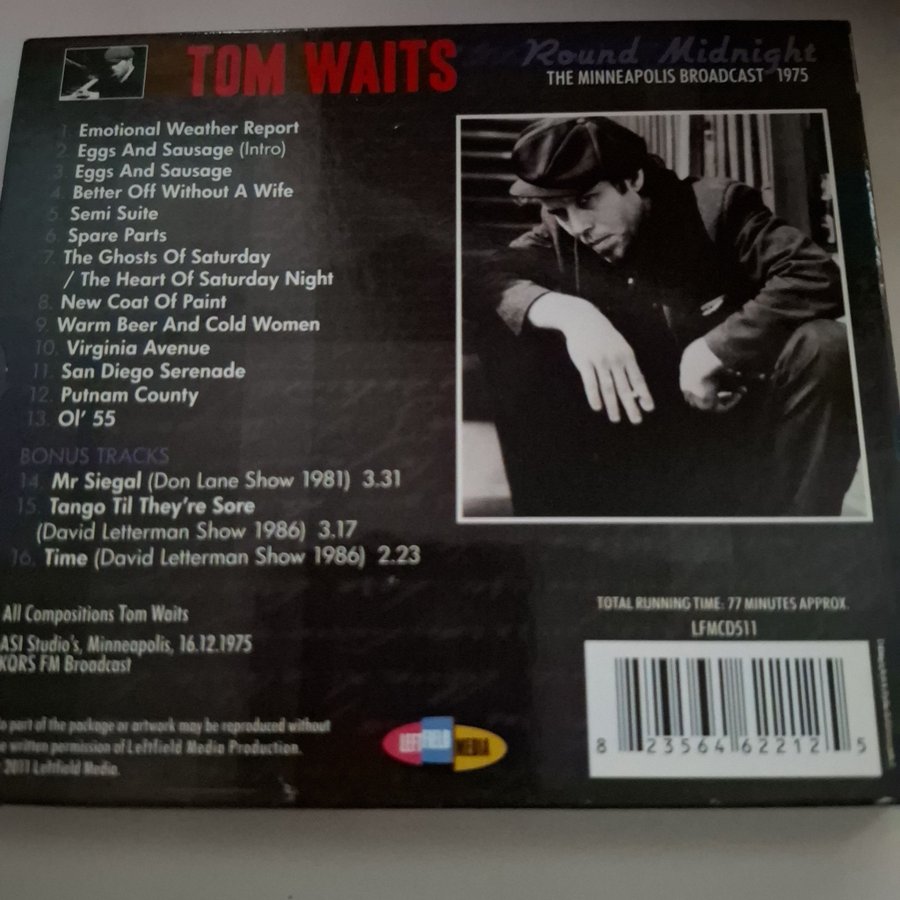 TOM WAITS
Round Midnight
THE MINNEAPOLIS BROADCAST 1975
1. Emotional Weather Report
2. Eggs And Sausage (Intro)
3. Eggs And Sausage
4. Better Off Without A Wife
5. Semi Suite
6. Spare Parts
7. The Ghosts Of Saturday
/ The Heart Of Saturday Night
8. New Coat Of Paint
9. Warm Beer And Cold Women
10. Virginia Avenue
11. San Diego Serenade
12. Putnam County
13. Ol' 55
BONUS TRACKS
14. Mr Siegal (Don Lane Show 1981) 3.31
15. Tango Til They're Sore
(David Letterman Show 1986) 3.17
16. Time (David Letterman Show 1986) 2.23
All Compositions Tom Waits
ASI Studio's, Minneapolis, 16.12.1975
KQRS FM Broadcast
part of the package or artwork may be reproduced without
written permission of Leftfield Media Production.
2011 Leftfield Media.
LEFTFIELD MEDIA
TOTAL RUNNING TIME: 77 MINUTES APPROX.
LFMCD511
8 23564 62212 5